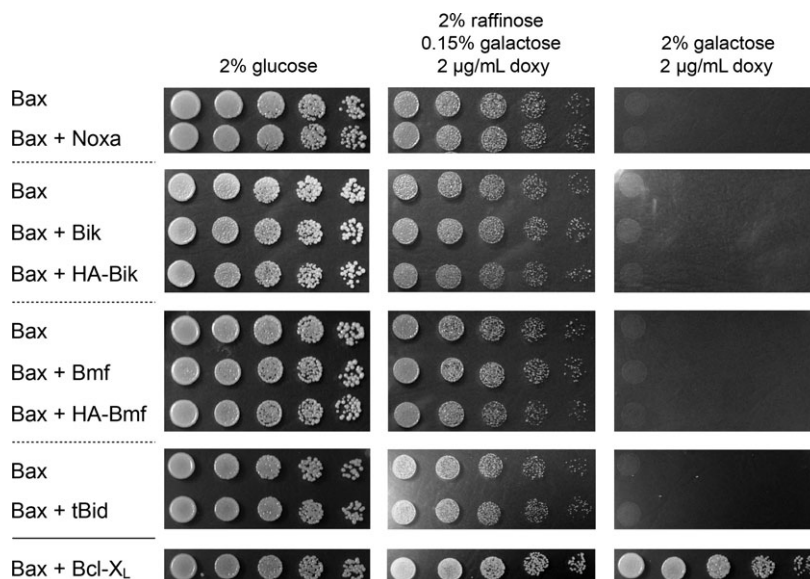 2% glucose
2% raffinose
0.15% galactose
2 µg/mL doxy
2% galactose
2 µg/mL doxy
Bax
Bax + Noxa
Bax
Bax + Bik
Bax + HA-Bik
Bax
Bax + Bmf
Bax + HA-Bmf
Bax
Bax + tBid
Bax + Bcl-XL